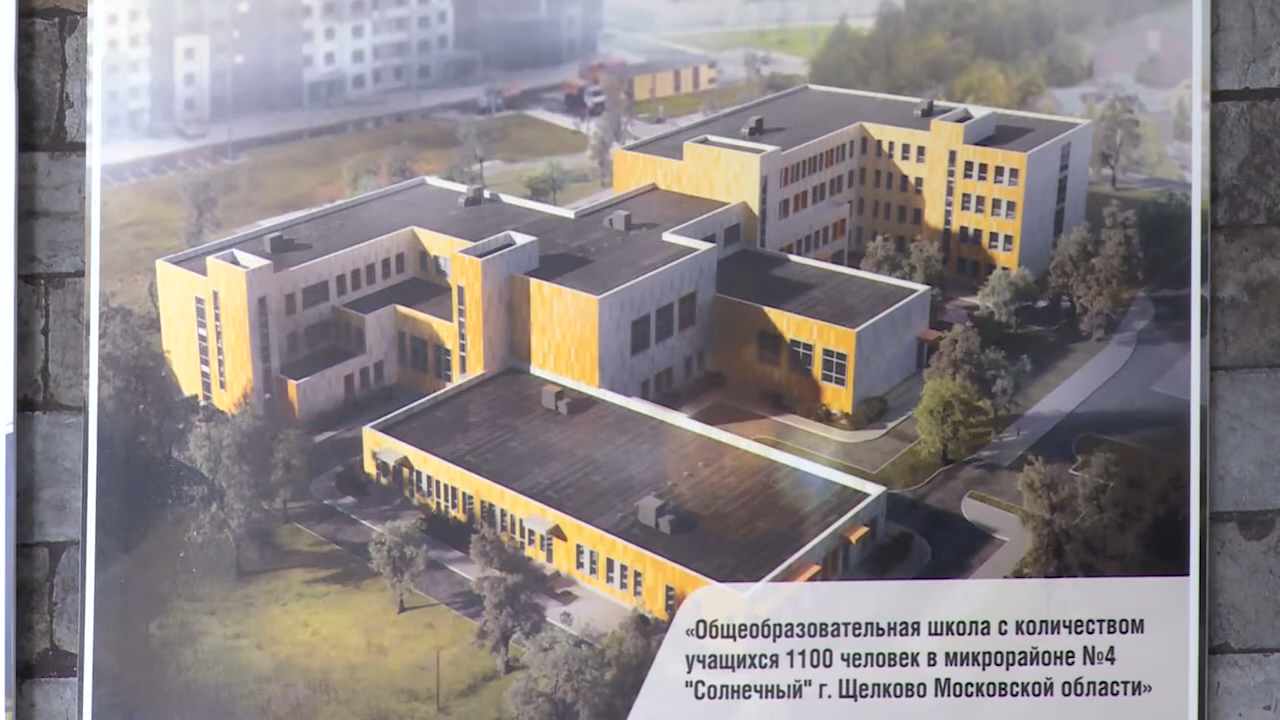 «Общеобразовательная школа с количеством
учащихся 1100 человек в микрорайоне №4
"Солнечный" г. Щелково Московской области»